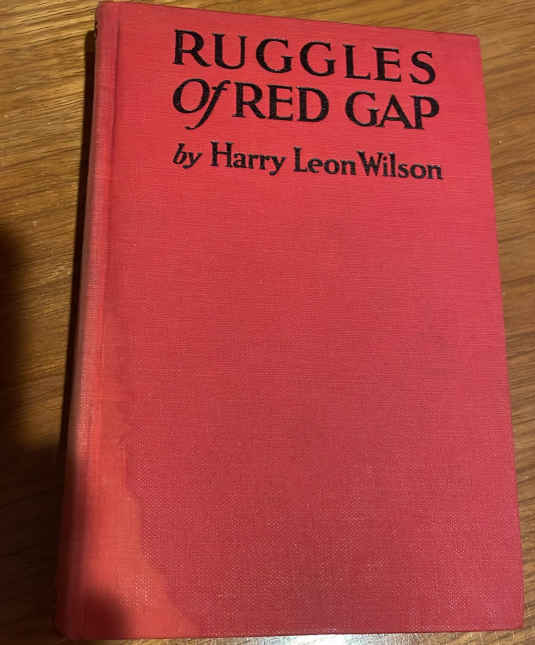 RUGGLES
Of RED GAP
by Harry Leon Wilson